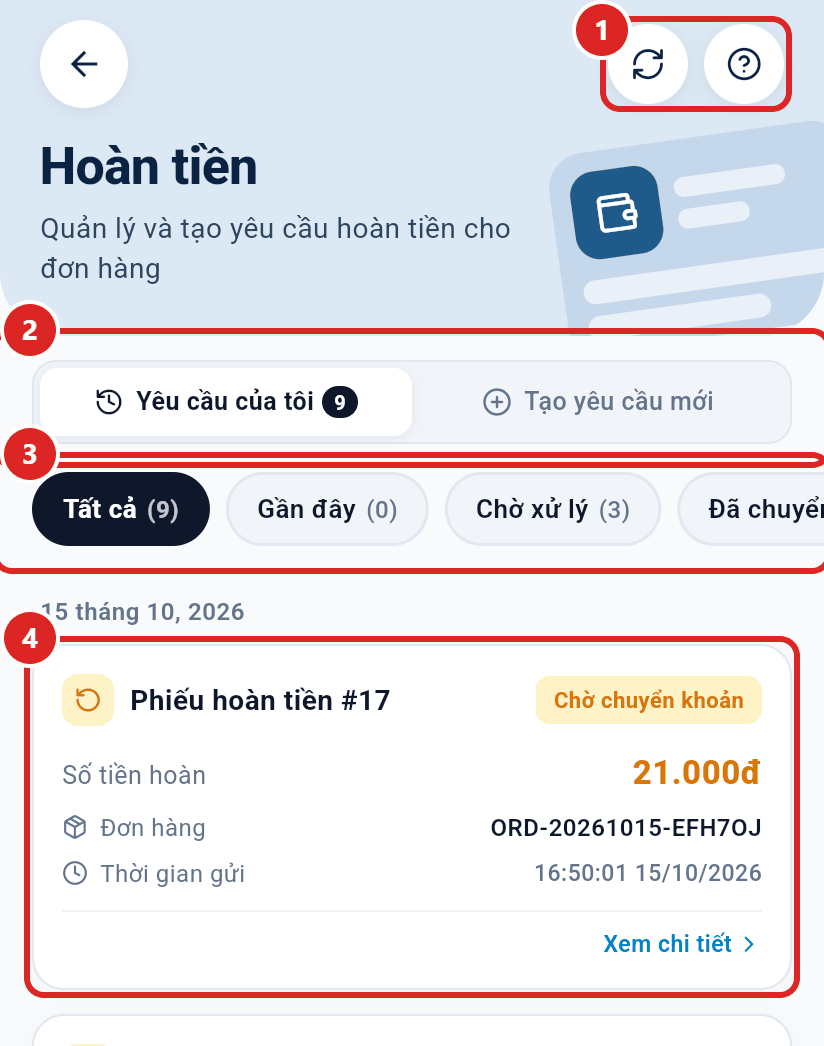 1
Hoàn tiền
Quản lý và tạo yêu cầu hoàn tiền cho
đơn hàng
2
Yêu cầu của tôi 9
Tạo yêu cầu mới
3
Tất cả (9)
Gần đây (0)
Chờ xử lý (3)
Đã chuyển
15 tháng 10, 2026
4
Phiếu hoàn tiền #17
Chờ chuyển khoản
Số tiền hoàn
21.000đ
Đơn hàng
ORD-20261015-EFH7OJ
Thời gian gửi
16:50:01 15/10/2026
Xem chi tiết